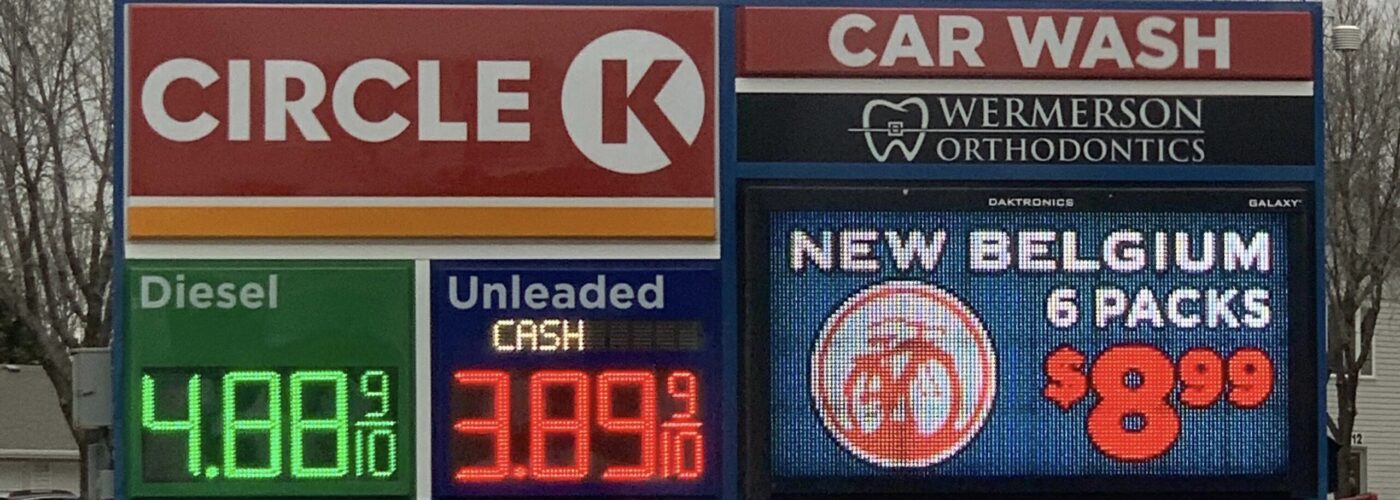 CIRCLE K
Diesel
4.88 9/10
Unleaded
CASH
3.89 9/10
CAR WASH
WERMERSON
ORTHODONTICS
DAKTRONICS GALAXY
NEW BELGIUM
6 PACKS
$8.99
12